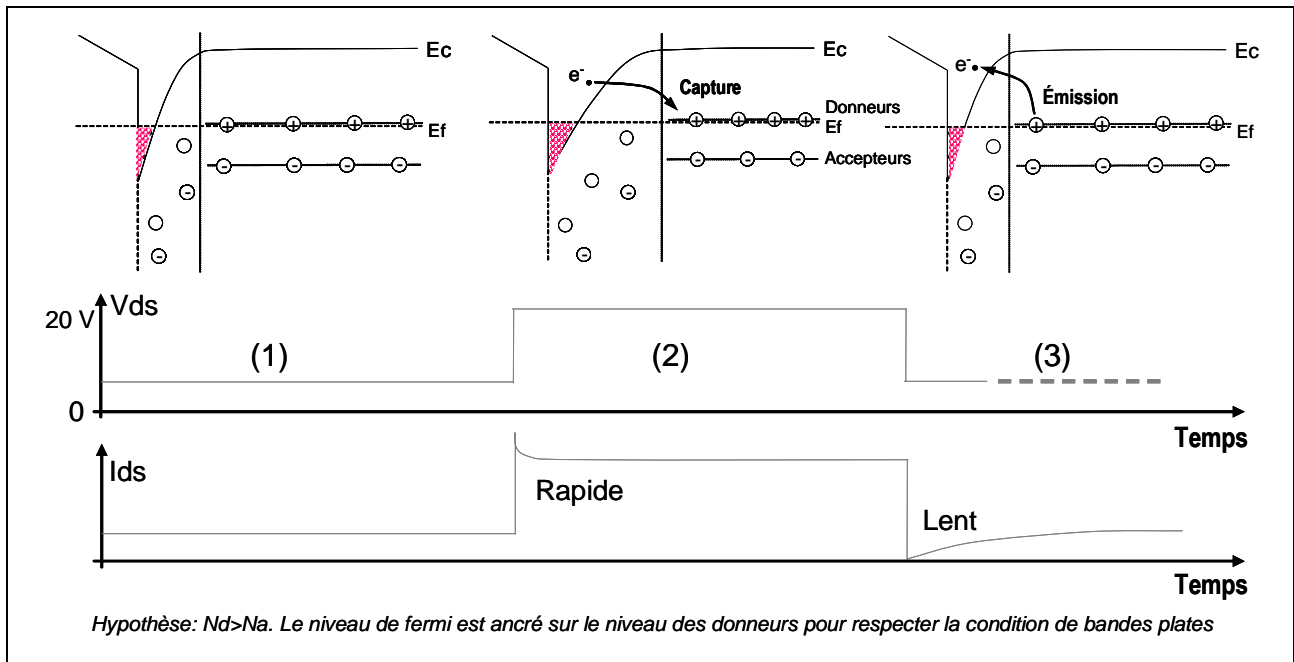 Ec
Ef
e-
Capture
Ec
Donneurs
Ef
Accepteurs
e-
Émission
Ec
Ef
Vds
20 V
(1)
(2)
(3)
0
Temps
Ids
Rapide
Lent
Temps
Hypothèse: Nd>Na. Le niveau de fermi est ancré sur le niveau des donneurs pour respecter la condition de bandes plates